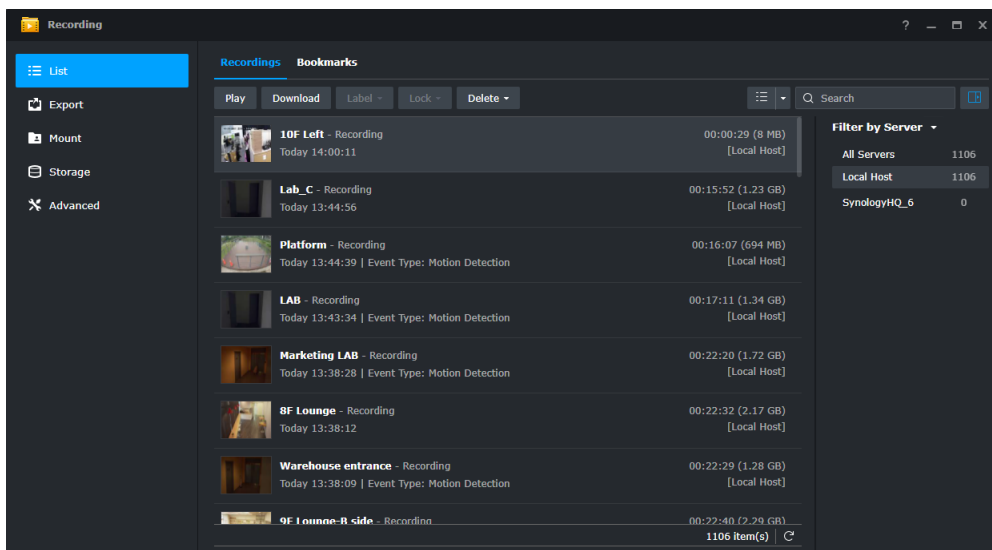 Recording
?
List
Export
Mount
Storage
Advanced
Recordings Bookmarks
Play Download Label Lock Delete
Search
10F Left - Recording 00:00:29 (8 MB)
Today 14:00:11 [Local Host]
Lab_C - Recording 00:15:52 (1.23 GB)
Today 13:44:56 [Local Host]
Platform - Recording 00:16:07 (694 MB)
Today 13:44:39 | Event Type: Motion Detection [Local Host]
LAB - Recording 00:17:11 (1.34 GB)
Today 13:43:34 | Event Type: Motion Detection [Local Host]
Marketing LAB - Recording 00:22:20 (1.72 GB)
Today 13:38:28 | Event Type: Motion Detection [Local Host]
8F Lounge - Recording 00:22:32 (2.17 GB)
Today 13:38:12 [Local Host]
Warehouse entrance - Recording 00:22:29 (1.28 GB)
Today 13:38:09 | Event Type: Motion Detection [Local Host]
9F Lounge-B side - Recording 00:22:40 (2.29 GB)
1106 item(s)
Filter by Server
All Servers 1106
Local Host 1106
SynologyHQ_6 0